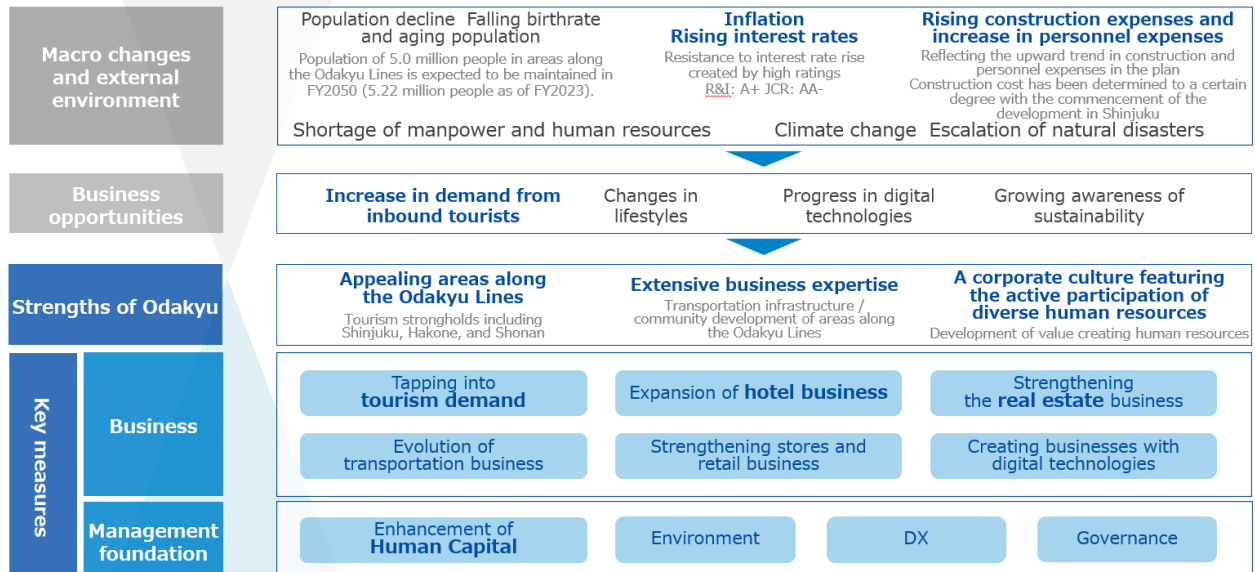 Macro changes
and external
environment
Population decline  Falling birthrate
and aging population
Population of 5.0 million people in areas along
the Odakyu Lines is expected to be maintained in
FY2050 (5.22 million people as of FY2023).
Inflation
Rising interest rates
Resistance to interest rate rise
created by high ratings
R&I: A+ JCR: AA-
Rising construction expenses and
increase in personnel expenses
Reflecting the upward trend in construction and
personnel expenses in the plan
Construction cost has been determined to a certain
degree with the commencement of the
development in Shinjuku
Shortage of manpower and human resources
Climate change  Escalation of natural disasters
Business
opportunities
Increase in demand from
inbound tourists
Changes in
lifestyles
Progress in digital
technologies
Growing awareness of
sustainability
Strengths of Odakyu
Appealing areas along
the Odakyu Lines
Tourism strongholds including
Shinjuku, Hakone, and Shonan
Extensive business expertise
Transportation infrastructure /
community development of areas along
the Odakyu Lines
A corporate culture featuring
the active participation of
diverse human resources
Development of value creating human resources
Key measures
Business
Tapping into
tourism demand
Expansion of hotel business
Strengthening
the real estate business
Evolution of
transportation business
Strengthening stores and
retail business
Creating businesses with
digital technologies
Management
foundation
Enhancement of
Human Capital
Environment
DX
Governance